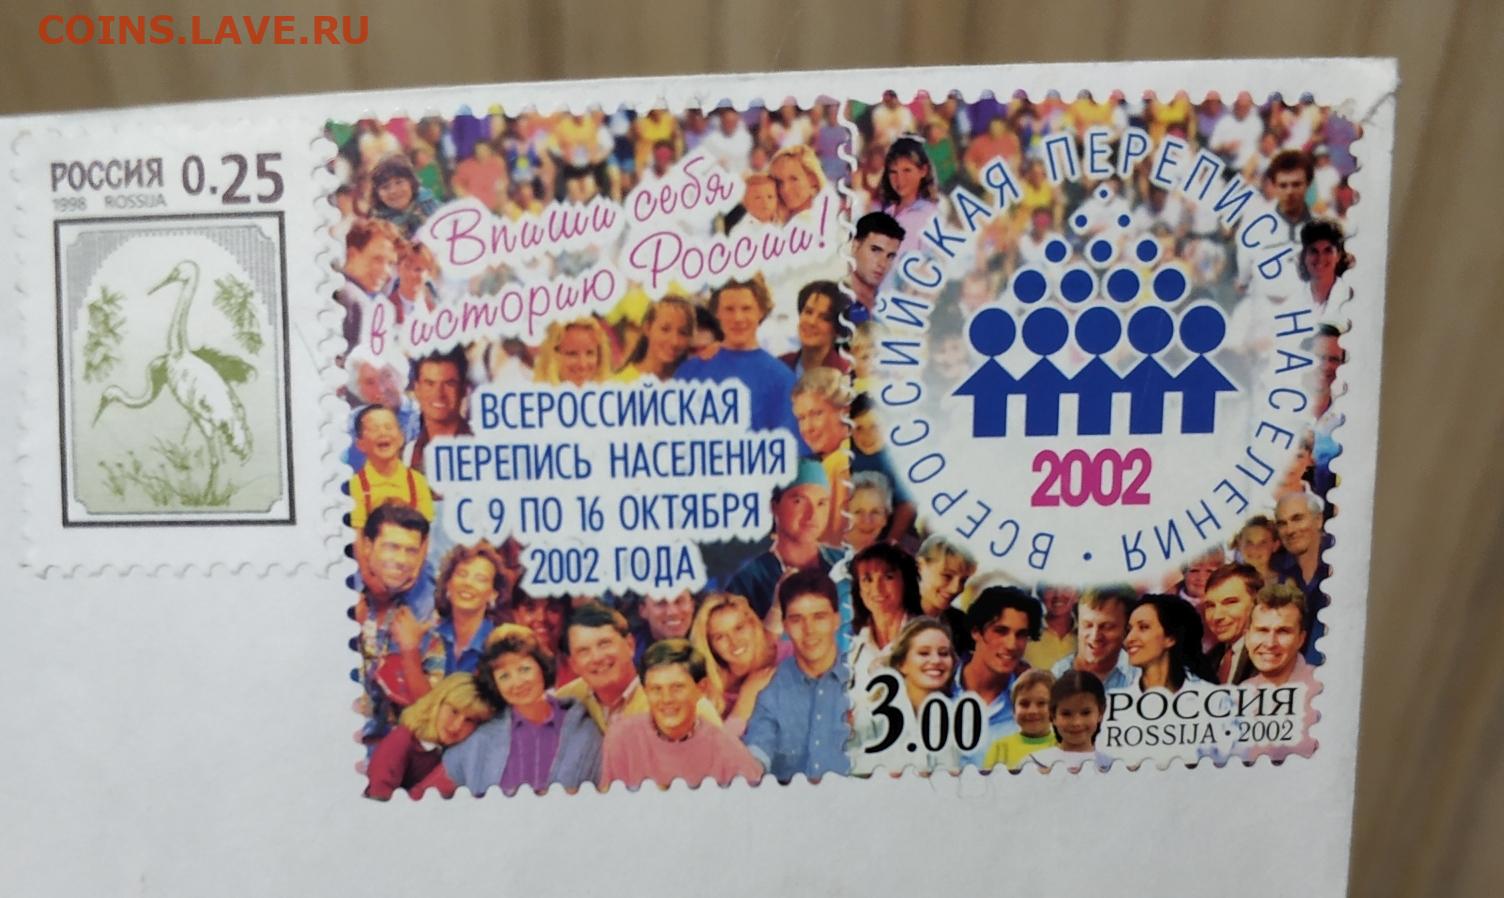 COINS.LAVE.RU
РОССИЯ 0.25
1998 ROSSIJA
Впиши себя
в историю России!
ВСЕРОССИЙСКАЯ
ПЕРЕПИСЬ НАСЕЛЕНИЯ
С 9 ПО 16 ОКТЯБРЯ
2002 ГОДА
ВСЕРОССИЙСКАЯ ПЕРЕПИСЬ НАСЕЛЕНИЯ •
2002
3.00
РОССИЯ
ROSSIJA • 2002